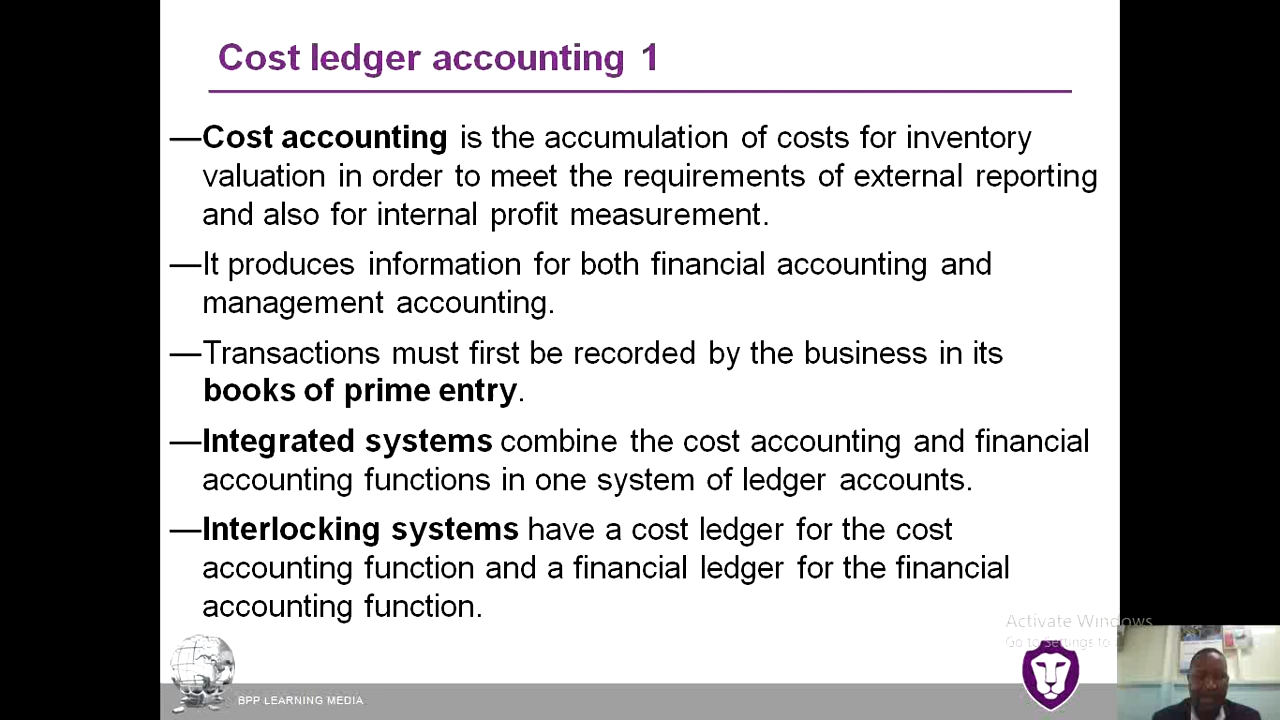 Cost ledger accounting 1
—Cost accounting is the accumulation of costs for inventory
valuation in order to meet the requirements of external reporting
and also for internal profit measurement.
—It produces information for both financial accounting and
management accounting.
—Transactions must first be recorded by the business in its
books of prime entry.
—Integrated systems combine the cost accounting and financial
accounting functions in one system of ledger accounts.
—Interlocking systems have a cost ledger for the cost
accounting function and a financial ledger for the financial
accounting function.
Activate Windows
Go to Settings to
BPP LEARNING MEDIA